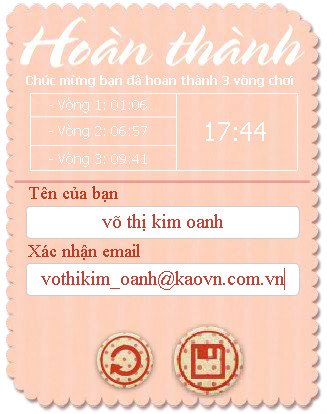 Hoàn thành
Chúc mừng bạn đã hoàn thành 3 vòng chơi
- Vòng 1: 01:06
- Vòng 2: 06:57
- Vòng 3: 09:41
17:44
Tên của bạn
võ thị kim oanh
Xác nhận email
vothikim_oanh@kaovn.com.vn